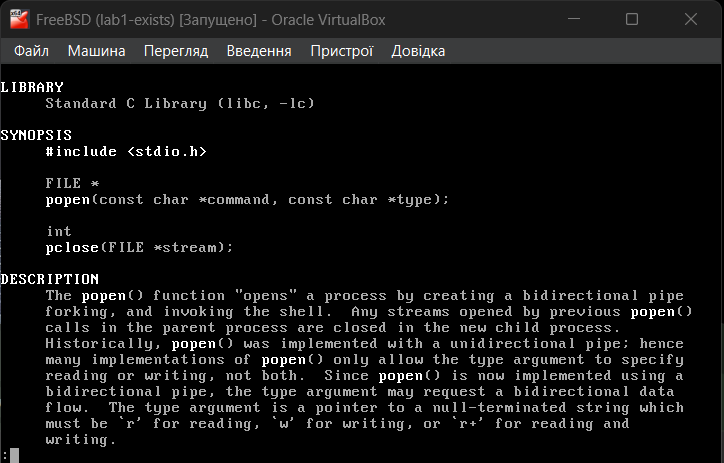 FreeBSD (lab1-exists) [Запущено] - Oracle VirtualBox
Файл Машина Перегляд Введення Пристрої Довідка
LIBRARY
Standard C Library (libc, -lc)
SYNOPSIS
#include <stdio.h>
FILE *
popen(const char *command, const char *type);
int
pclose(FILE *stream);
DESCRIPTION
The popen() function "opens" a process by creating a bidirectional pipe
forking, and invoking the shell. Any streams opened by previous popen()
calls in the parent process are closed in the new child process.
Historically, popen() was implemented with a unidirectional pipe; hence
many implementations of popen() only allow the type argument to specify
reading or writing, not both. Since popen() is now implemented using a
bidirectional pipe, the type argument may request a bidirectional data
flow. The type argument is a pointer to a null-terminated string which
must be `r' for reading, `w' for writing, or `r+' for reading and
writing.
: